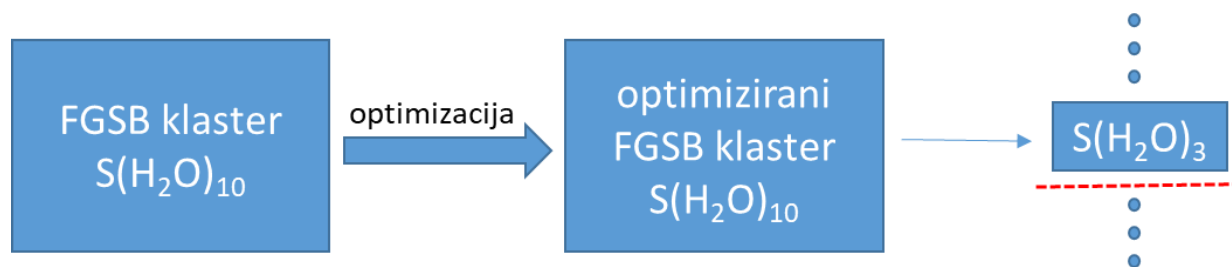 FGSB klaster
S(H₂O)₁₀
optimizacija
optimizirani
FGSB klaster
S(H₂O)₁₀
S(H₂O)₃